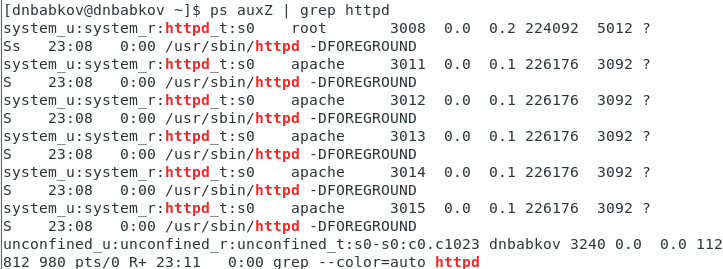 [dnbabkov@dnbabkov ~]$ ps auxZ | grep httpd
system_u:system_r:httpd_t:s0    root       3008  0.0  0.2 224092  5012 ?
Ss   23:08   0:00 /usr/sbin/httpd -DFOREGROUND
system_u:system_r:httpd_t:s0    apache     3011  0.0  0.1 226176  3092 ?
S    23:08   0:00 /usr/sbin/httpd -DFOREGROUND
system_u:system_r:httpd_t:s0    apache     3012  0.0  0.1 226176  3092 ?
S    23:08   0:00 /usr/sbin/httpd -DFOREGROUND
system_u:system_r:httpd_t:s0    apache     3013  0.0  0.1 226176  3092 ?
S    23:08   0:00 /usr/sbin/httpd -DFOREGROUND
system_u:system_r:httpd_t:s0    apache     3014  0.0  0.1 226176  3092 ?
S    23:08   0:00 /usr/sbin/httpd -DFOREGROUND
system_u:system_r:httpd_t:s0    apache     3015  0.0  0.1 226176  3092 ?
S    23:08   0:00 /usr/sbin/httpd -DFOREGROUND
unconfined_u:unconfined_r:unconfined_t:s0-s0:c0.c1023 dnbabkov 3240 0.0  0.0 112
812 980 pts/0 R+ 23:11   0:00 grep --color=auto httpd